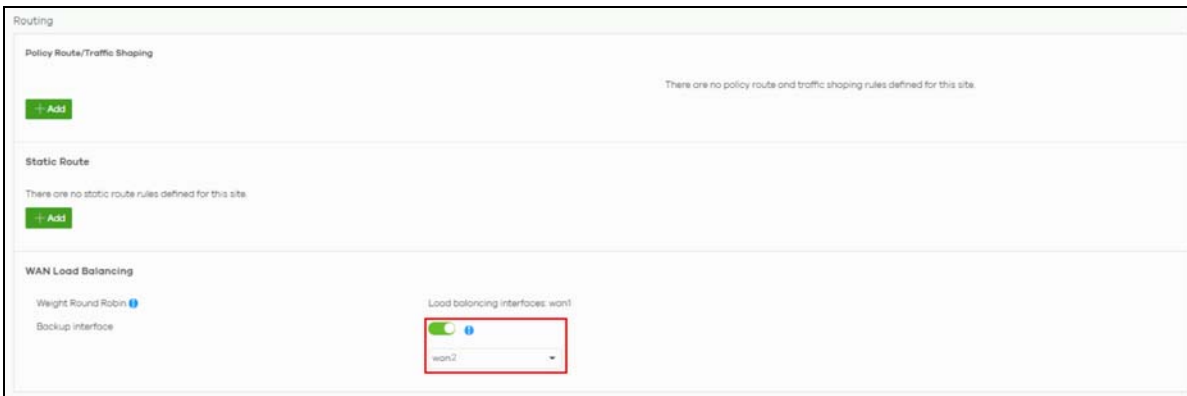 Routing
Policy Route/Traffic Shaping
There are no policy route and traffic shaping rules defined for this site.
+ Add
Static Route
There are no static route rules defined for this site.
+ Add
WAN Load Balancing
Weight Round Robin
Load balancing interfaces: wan1
Backup interface
wan2